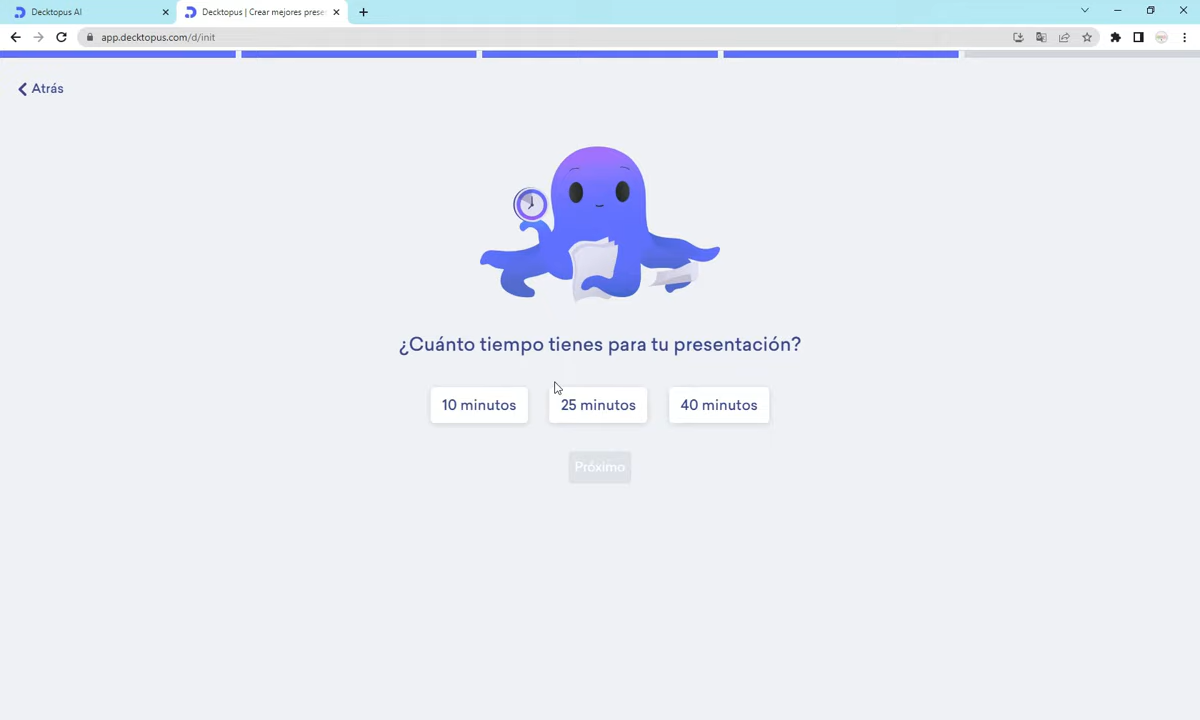 Decktopus AI
Decktopus | Crear mejores prese
app.decktopus.com/d/init
Atrás
¿Cuánto tiempo tienes para tu presentación?
10 minutos
25 minutos
40 minutos
Próximo